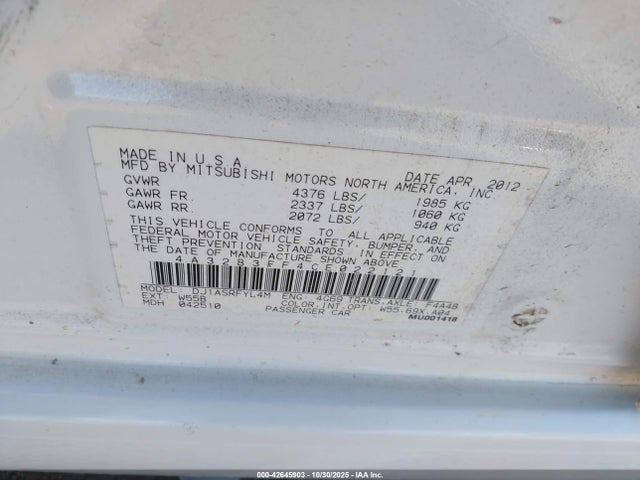 MADE IN U.S.A. DATE APR. 2012
MFD BY MITSUBISHI MOTORS NORTH AMERICA, INC.
GVWR 4376 LBS/ 1985 KG
GAWR FR. 2337 LBS/ 1060 KG
GAWR RR. 2072 LBS/ 940 KG
THIS VEHICLE CONFORMS TO ALL APPLICABLE
FEDERAL MOTOR VEHICLE SAFETY, BUMPER, AND
THEFT PREVENTION STANDARDS IN EFFECT ON
THE DATE OF MANUFACTURE SHOWN ABOVE
4A32B3FF4CE022121
MODEL DJ1ASRFYL4M ENG. 4G69 TRANS.AXLE. F4A4B
EXT: W55B COLOR.INT.OPT: W55.69X.A04
MDH 042510 PASSENGER CAR MU001418
000-42645903 - 10/30/2025 - IAA Inc.